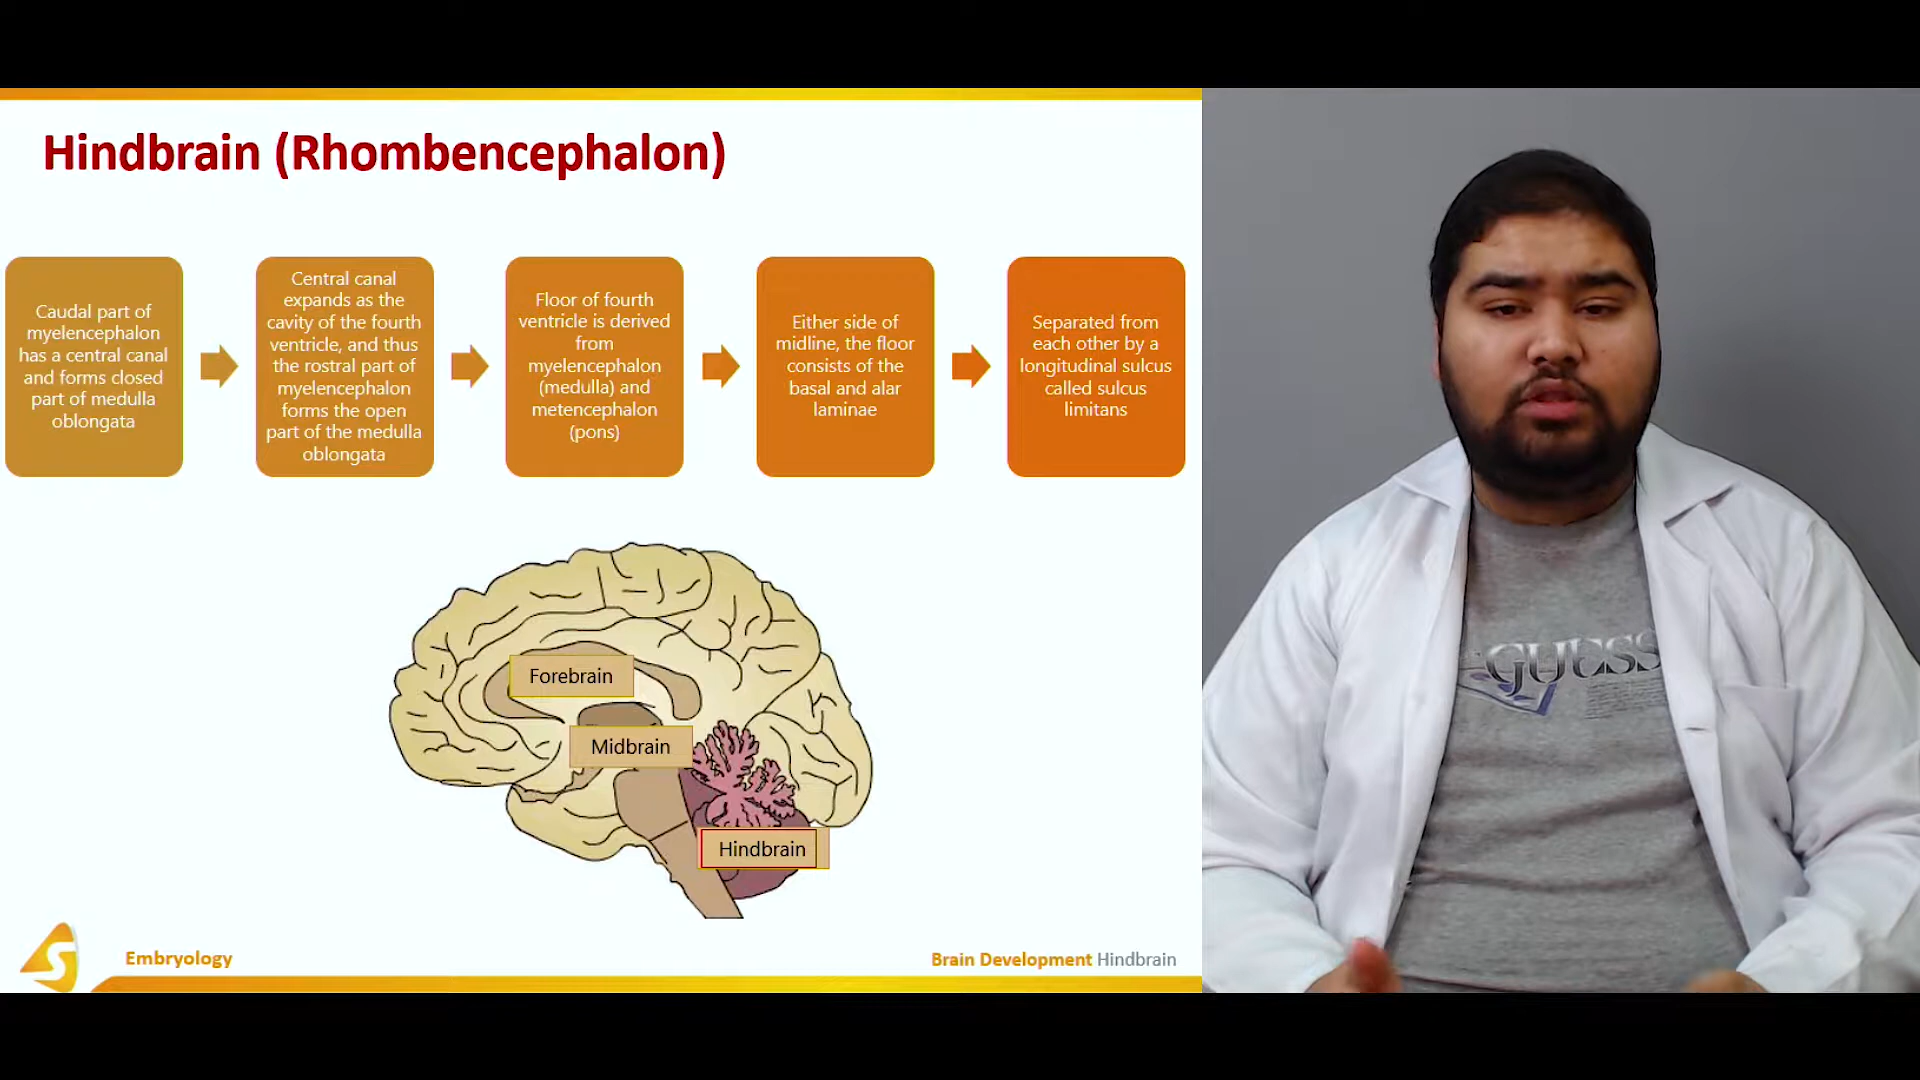 Hindbrain (Rhombencephalon)
Caudal part of
myelencephalon
has a central canal
and forms closed
part of medulla
oblongata
Central canal
expands as the
cavity of the fourth
ventricle, and thus
the rostral part of
myelencephalon
forms the open
part of the medulla
oblongata
Floor of fourth
ventricle is derived
from
myelencephalon
(medulla) and
metencephalon
(pons)
Either side of
midline, the floor
consists of the
basal and alar
laminae
Separated from
each other by a
longitudinal sulcus
called sulcus
limitans
Forebrain
Midbrain
Hindbrain
GUESS
S
Embryology
Brain Development Hindbrain